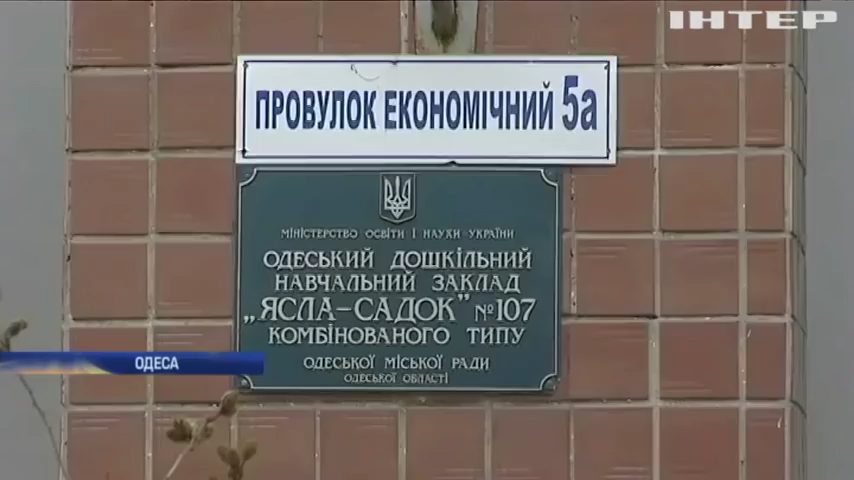 ІНТЕР
ПРОВУЛОК ЕКОНОМІЧНИЙ 5а
МІНІСТЕРСТВО ОСВІТИ І НАУКИ УКРАЇНИ
ОДЕСЬКИЙ ДОШКІЛЬНИЙ
НАВЧАЛЬНИЙ ЗАКЛАД
„ЯСЛА-САДОК” №107
КОМБІНОВАНОГО ТИПУ
ОДЕСЬКОЇ МІСЬКОЇ РАДИ
ОДЕСЬКОЇ ОБЛАСТІ
ОДЕСА